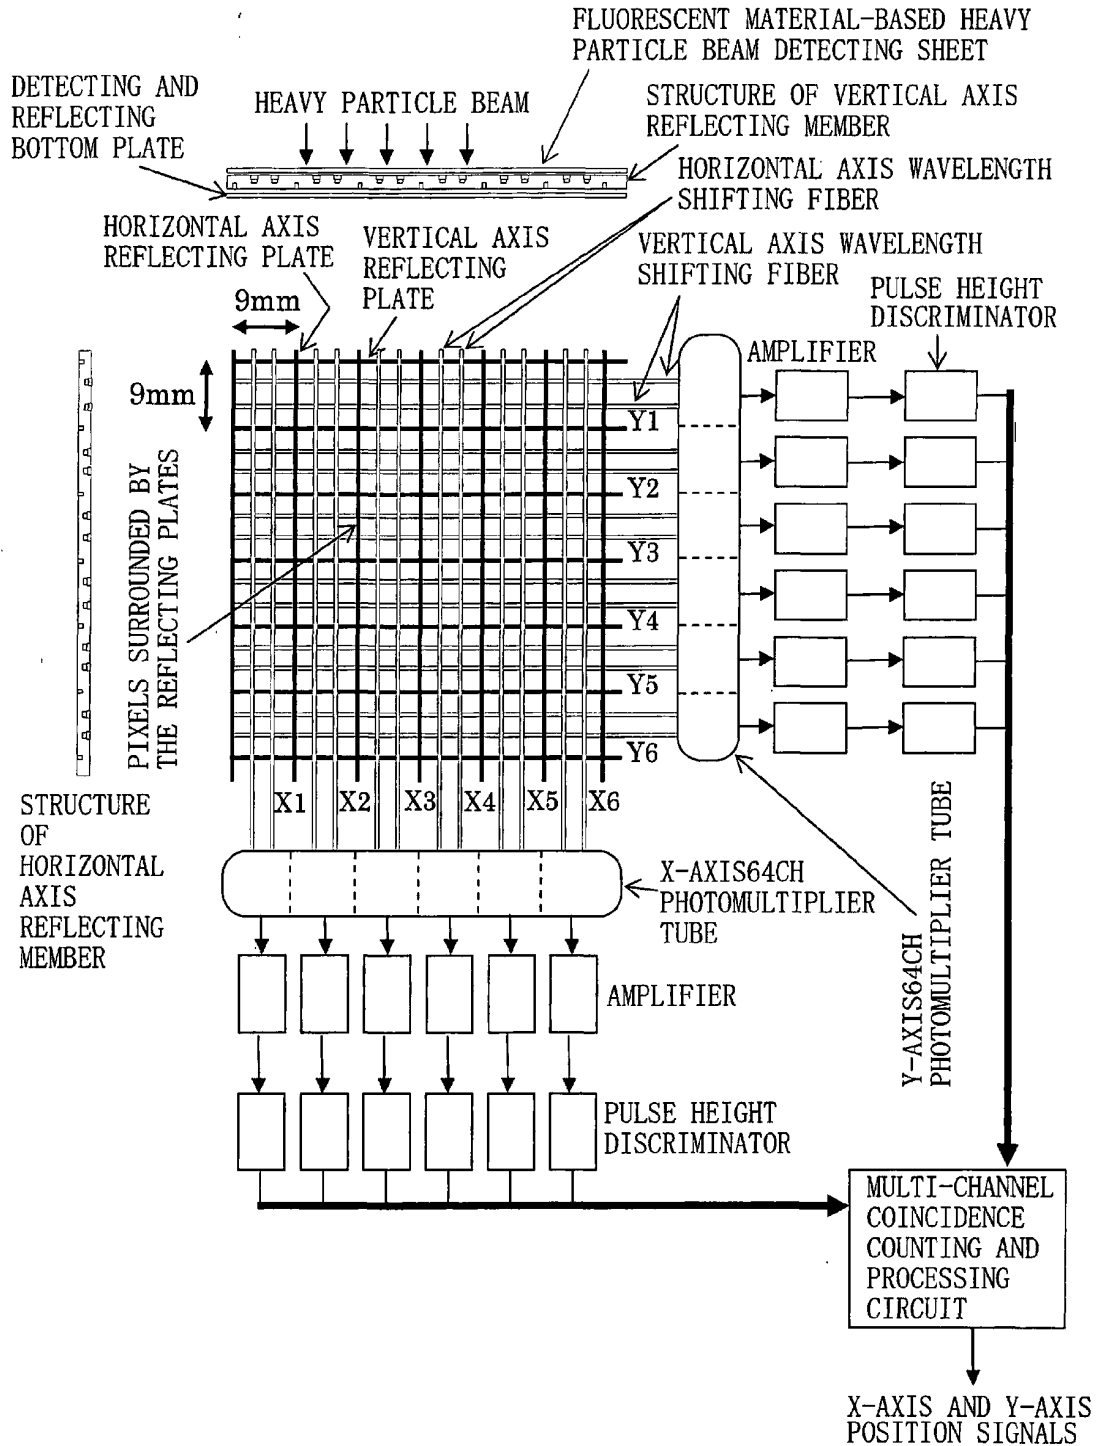 FLUORESCENT MATERIAL-BASED HEAVY
PARTICLE BEAM DETECTING SHEET
DETECTING AND
REFLECTING
BOTTOM PLATE
HEAVY PARTICLE BEAM
STRUCTURE OF VERTICAL AXIS
REFLECTING MEMBER
HORIZONTAL AXIS WAVELENGTH
SHIFTING FIBER
HORIZONTAL AXIS
REFLECTING PLATE
VERTICAL AXIS
REFLECTING
PLATE
VERTICAL AXIS WAVELENGTH
SHIFTING FIBER
PULSE HEIGHT
DISCRIMINATOR
AMPLIFIER
9mm
9mm
Y1
Y2
Y3
Y4
Y5
Y6
PIXELS SURROUNDED BY
THE REFLECTING PLATES
X1
X2
X3
X4
X5
X6
STRUCTURE
OF
HORIZONTAL
AXIS
REFLECTING
MEMBER
X-AXIS64CH
PHOTOMULTIPLIER
TUBE
Y-AXIS64CH
PHOTOMULTIPLIER TUBE
AMPLIFIER
PULSE HEIGHT
DISCRIMINATOR
MULTI-CHANNEL
COINCIDENCE
COUNTING AND
PROCESSING
CIRCUIT
X-AXIS AND Y-AXIS
POSITION SIGNALS